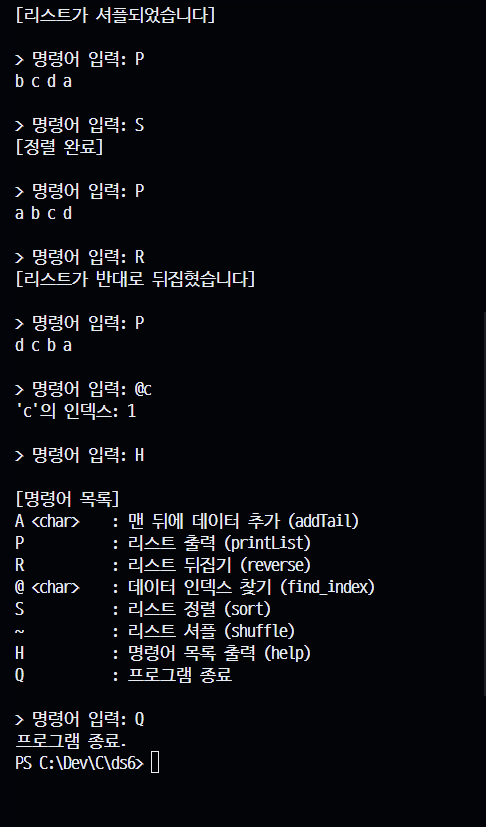 [리스트가 셔플되었습니다]
> 명령어 입력: P
b c d a
> 명령어 입력: S
[정렬 완료]
> 명령어 입력: P
a b c d
> 명령어 입력: R
[리스트가 반대로 뒤집혔습니다]
> 명령어 입력: P
d c b a
> 명령어 입력: @c
'c'의 인덱스: 1
> 명령어 입력: H
[명령어 목록]
A <char> : 맨 뒤에 데이터 추가 (addTail)
P : 리스트 출력 (printList)
R : 리스트 뒤집기 (reverse)
@ <char> : 데이터 인덱스 찾기 (find_index)
S : 리스트 정렬 (sort)
~ : 리스트 셔플 (shuffle)
H : 명령어 목록 출력 (help)
Q : 프로그램 종료
> 명령어 입력: Q
프로그램 종료.
PS C:\Dev\C\ds6>